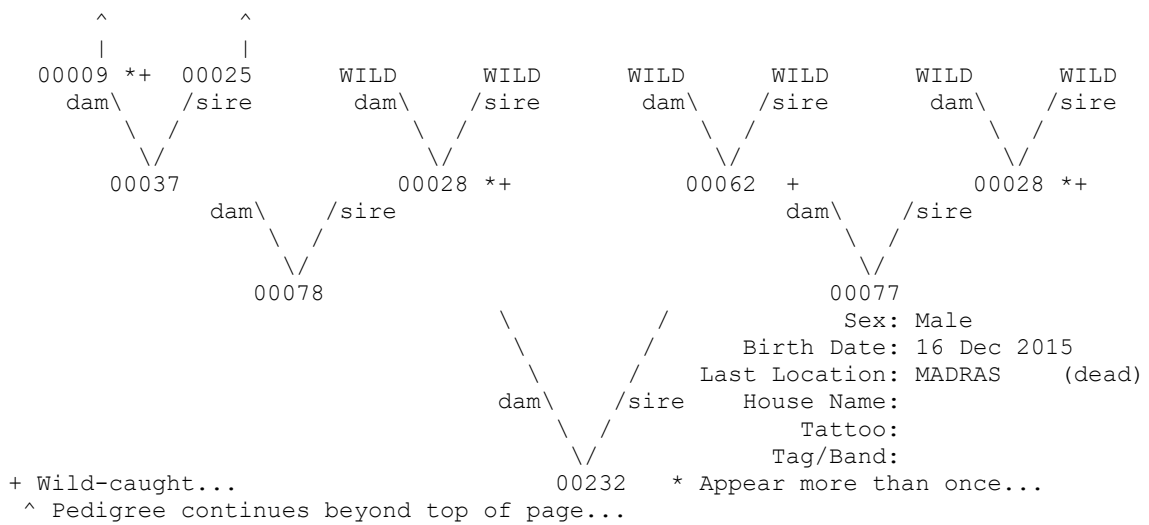 ^ ^
| |
00009 *+ 00025 WILD WILD WILD WILD WILD WILD
dam\ /sire dam\ /sire dam\ /sire dam\ /sire
\ / \ / \ / \ /
\/ \/ \/ \/
00037 00028 *+ 00062 + 00028 *+
dam\ /sire dam\ /sire
\ / \ /
\/ \/
00078 00077
\ / Sex: Male
\ / Birth Date: 16 Dec 2015
\ / Last Location: MADRAS (dead)
dam\ /sire House Name:
\ / Tattoo:
\/ Tag/Band:
+ Wild-caught... 00232 * Appear more than once...
^ Pedigree continues beyond top of page...